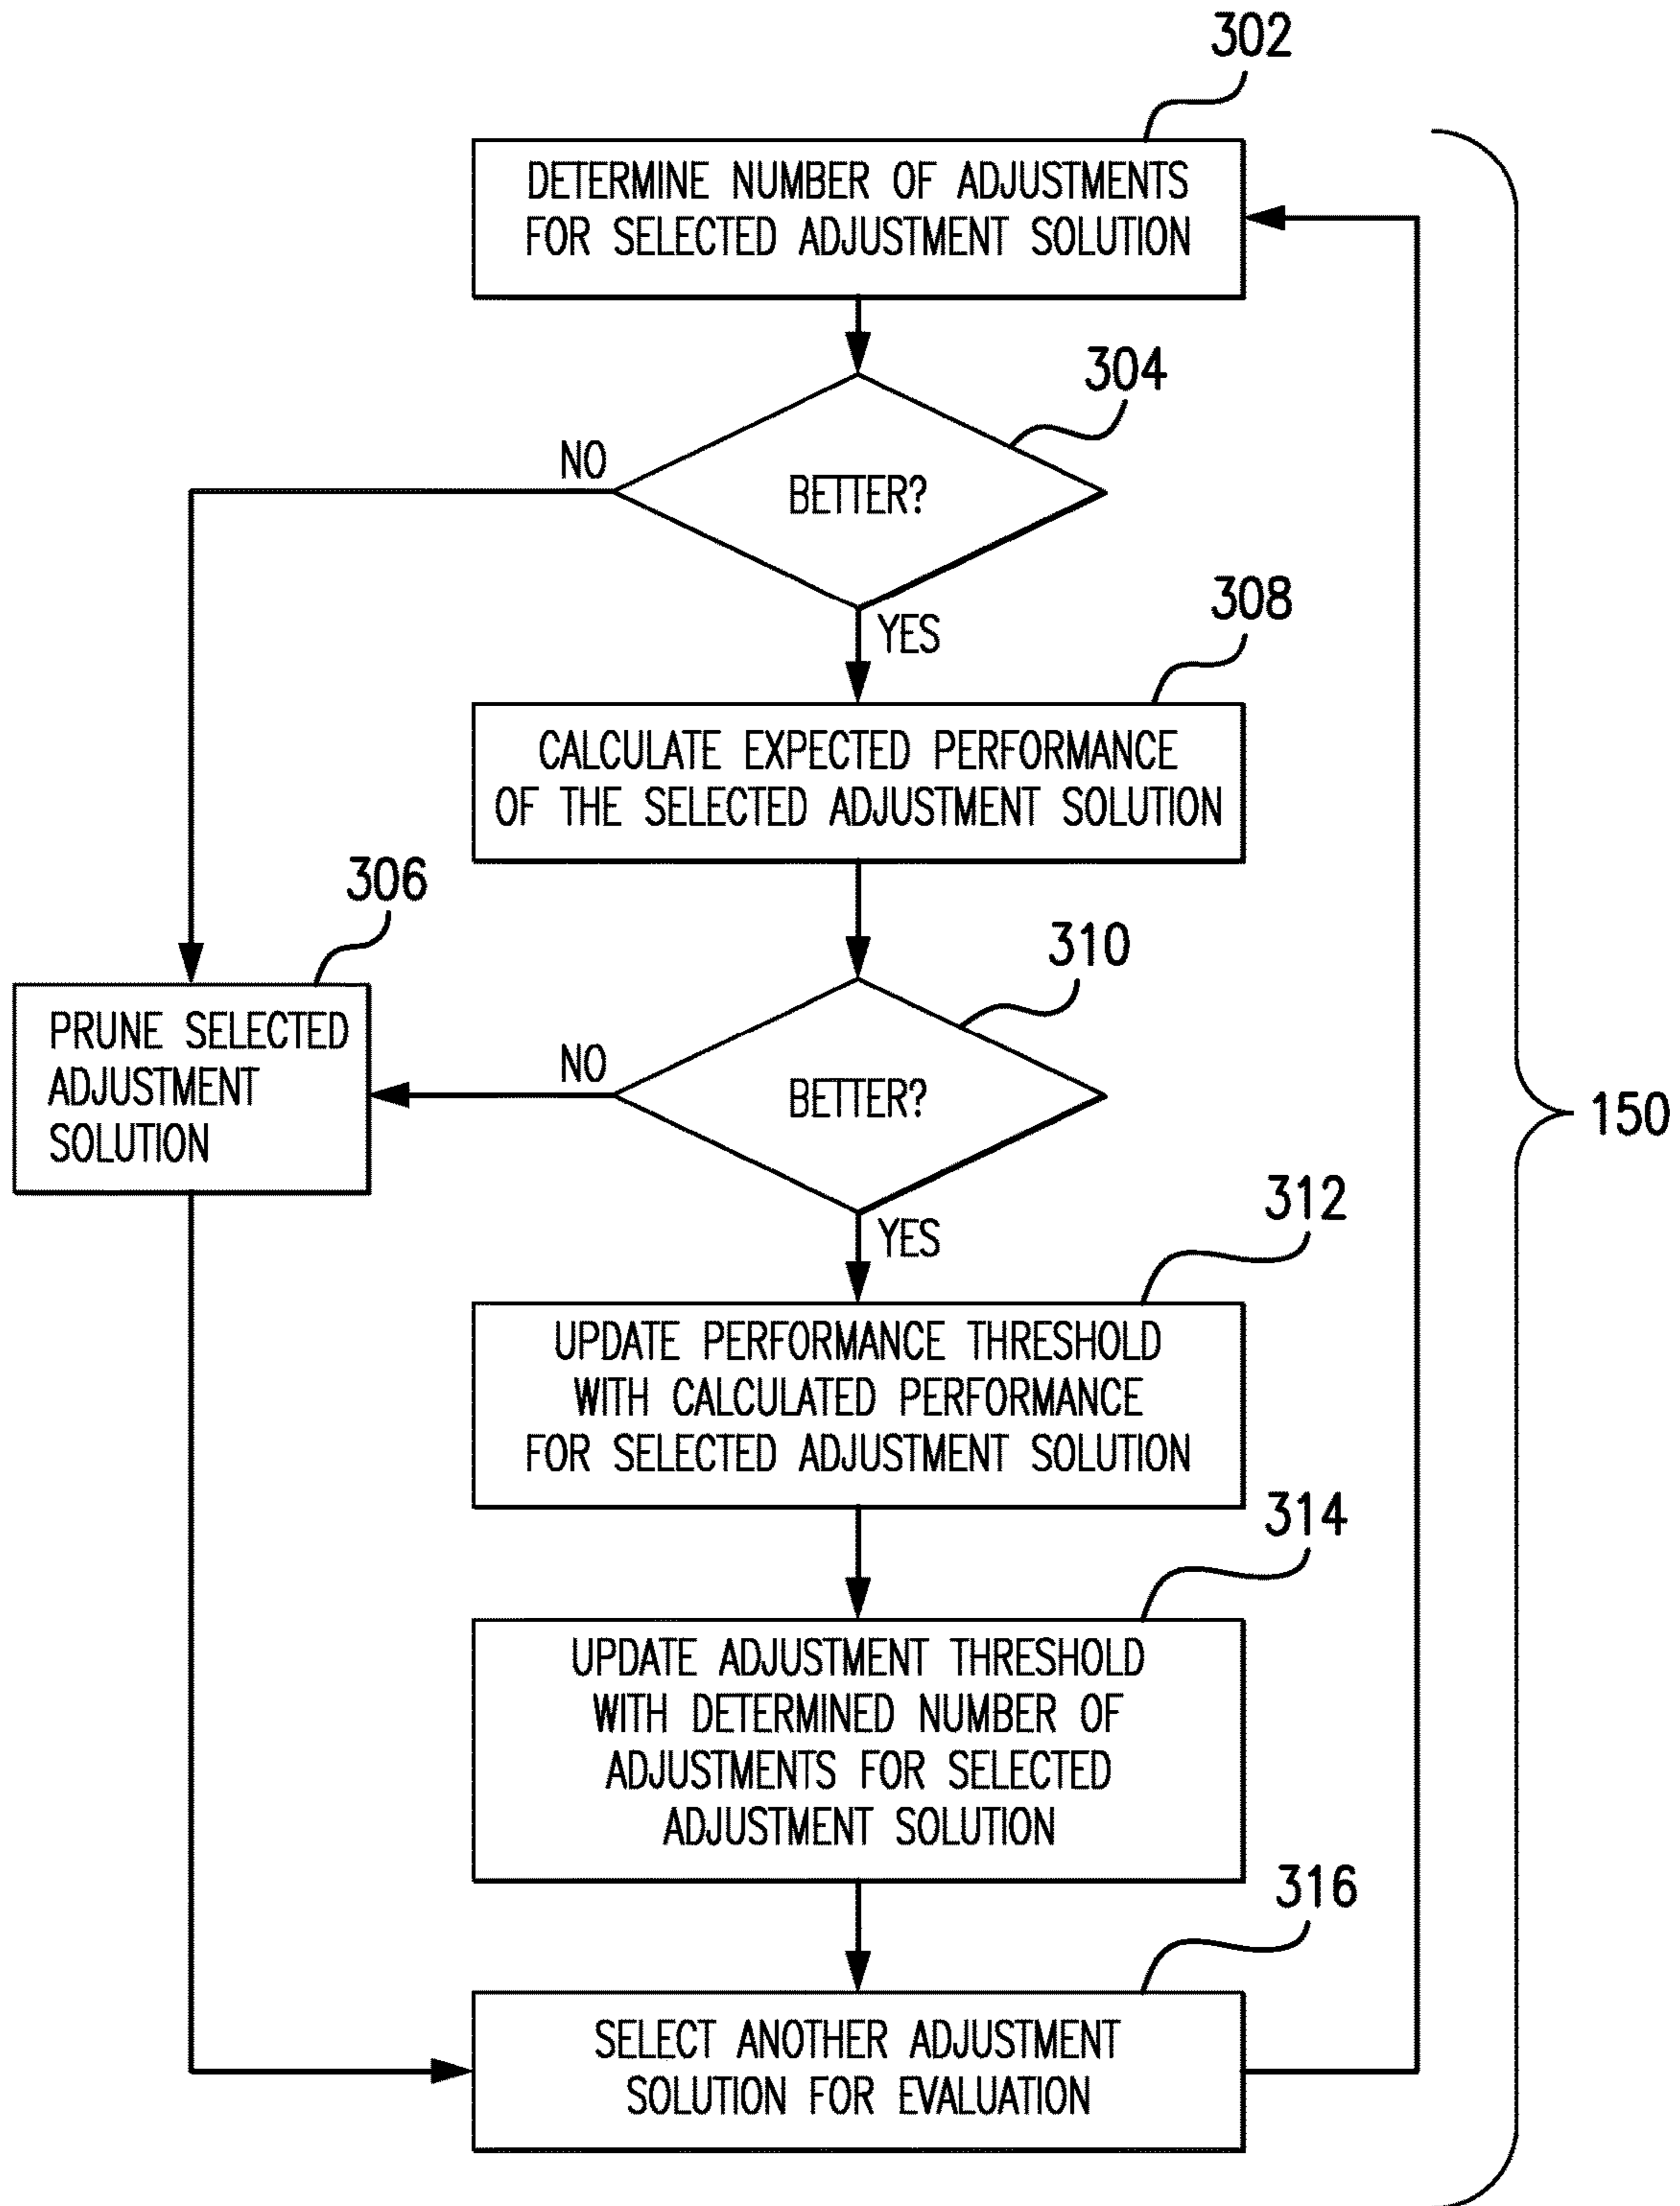 302
DETERMINE NUMBER OF ADJUSTMENTS
FOR SELECTED ADJUSTMENT SOLUTION
304
NO
BETTER?
YES
308
CALCULATE EXPECTED PERFORMANCE
OF THE SELECTED ADJUSTMENT SOLUTION
306
PRUNE SELECTED
ADJUSTMENT
SOLUTION
310
NO
BETTER?
YES
150
312
UPDATE PERFORMANCE THRESHOLD
WITH CALCULATED PERFORMANCE
FOR SELECTED ADJUSTMENT SOLUTION
314
UPDATE ADJUSTMENT THRESHOLD
WITH DETERMINED NUMBER OF
ADJUSTMENTS FOR SELECTED
ADJUSTMENT SOLUTION
316
SELECT ANOTHER ADJUSTMENT
SOLUTION FOR EVALUATION